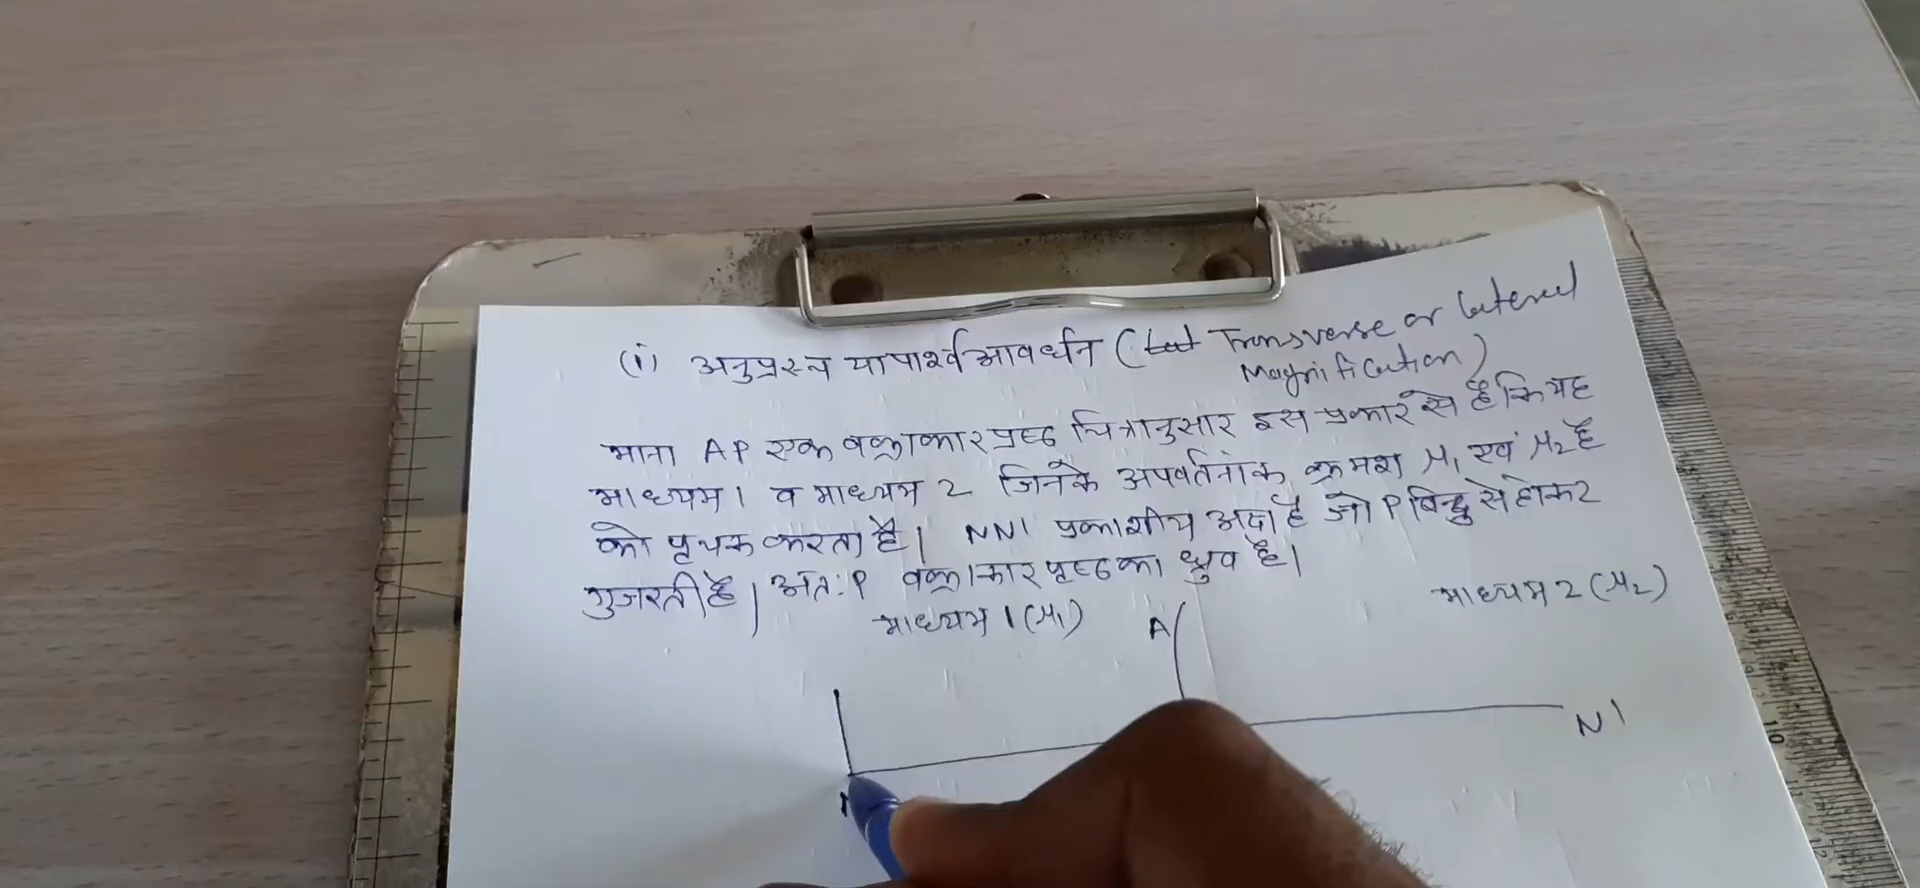 (i) अनुप्रस्थ या पार्श्व आवर्धन (Transverse or lateral
Magnification)
माना AP एक वक्राकार पृष्ठ चित्रानुसार इस प्रकार से है कि यह
माध्यम 1 व माध्यम 2 जिनके अपवर्तनांक क्रमश μ1 एवं μ2 है
को पृथक करता है। NN' प्रकाशीय अक्ष है जो P बिन्दु से होकर
गुजरती है। अतः P वक्राकार पृष्ठ का ध्रुव है।
माध्यम 1 (μ1)
A
माध्यम 2 (μ2)
N'
10